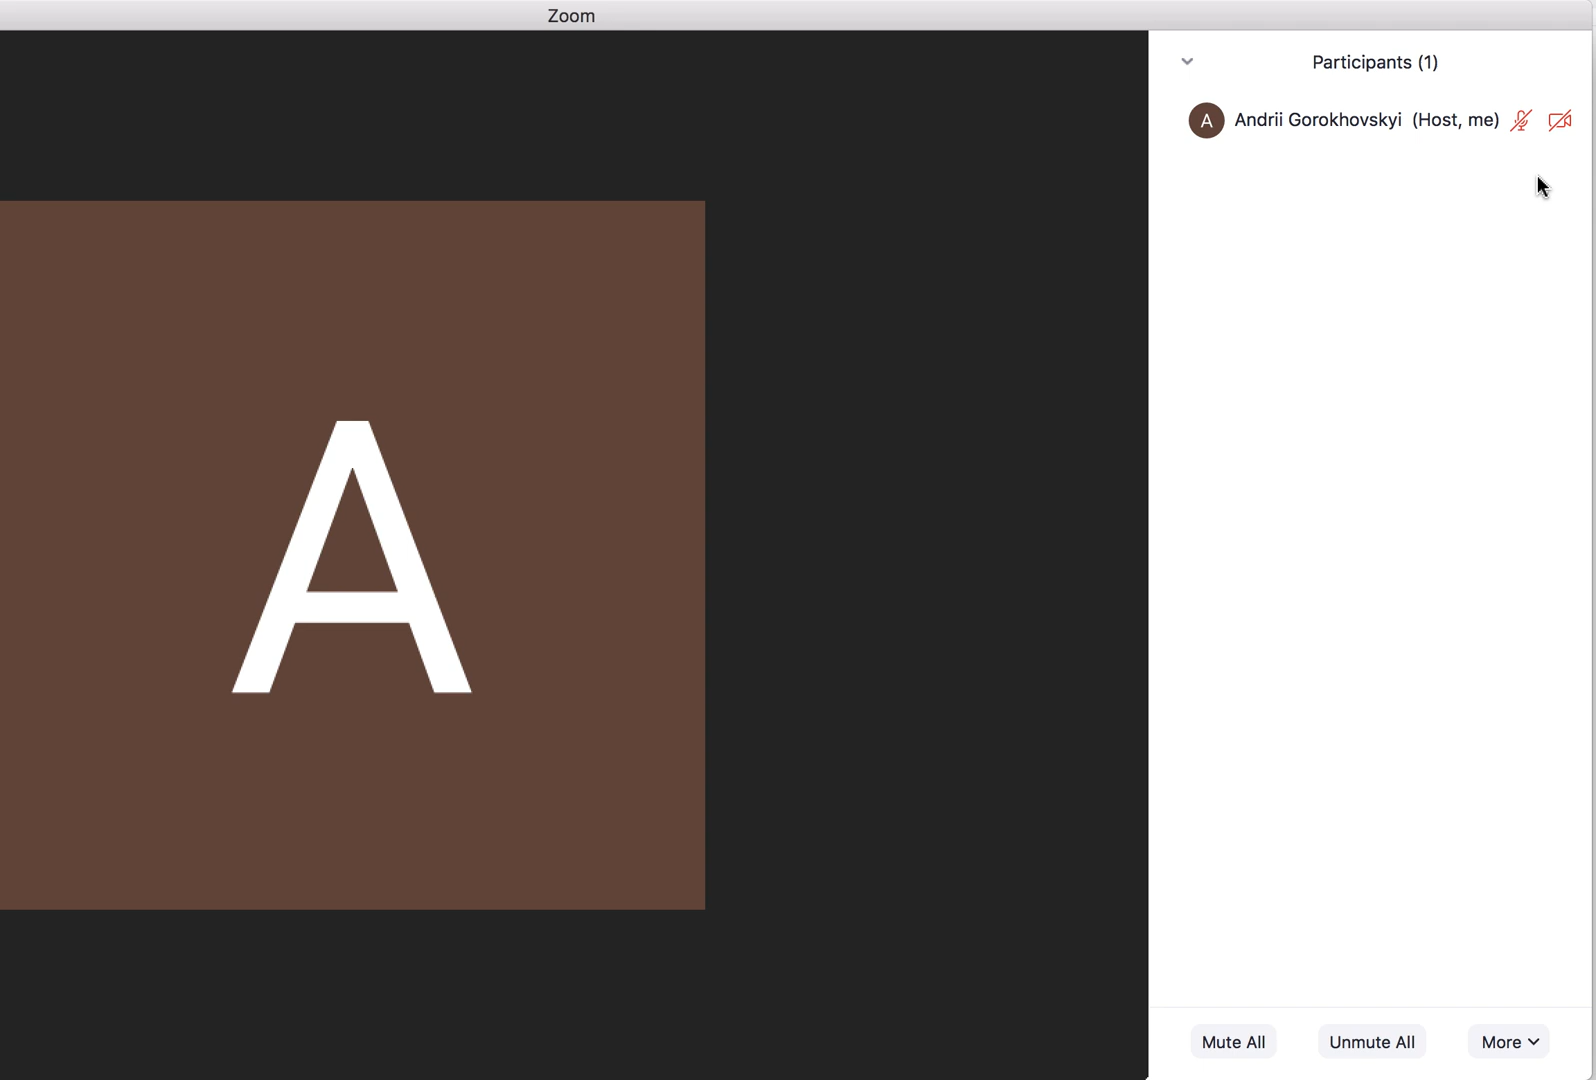 Zoom
Participants (1)
A Andrii Gorokhovskyi (Host, me)
A
Mute All Unmute All More